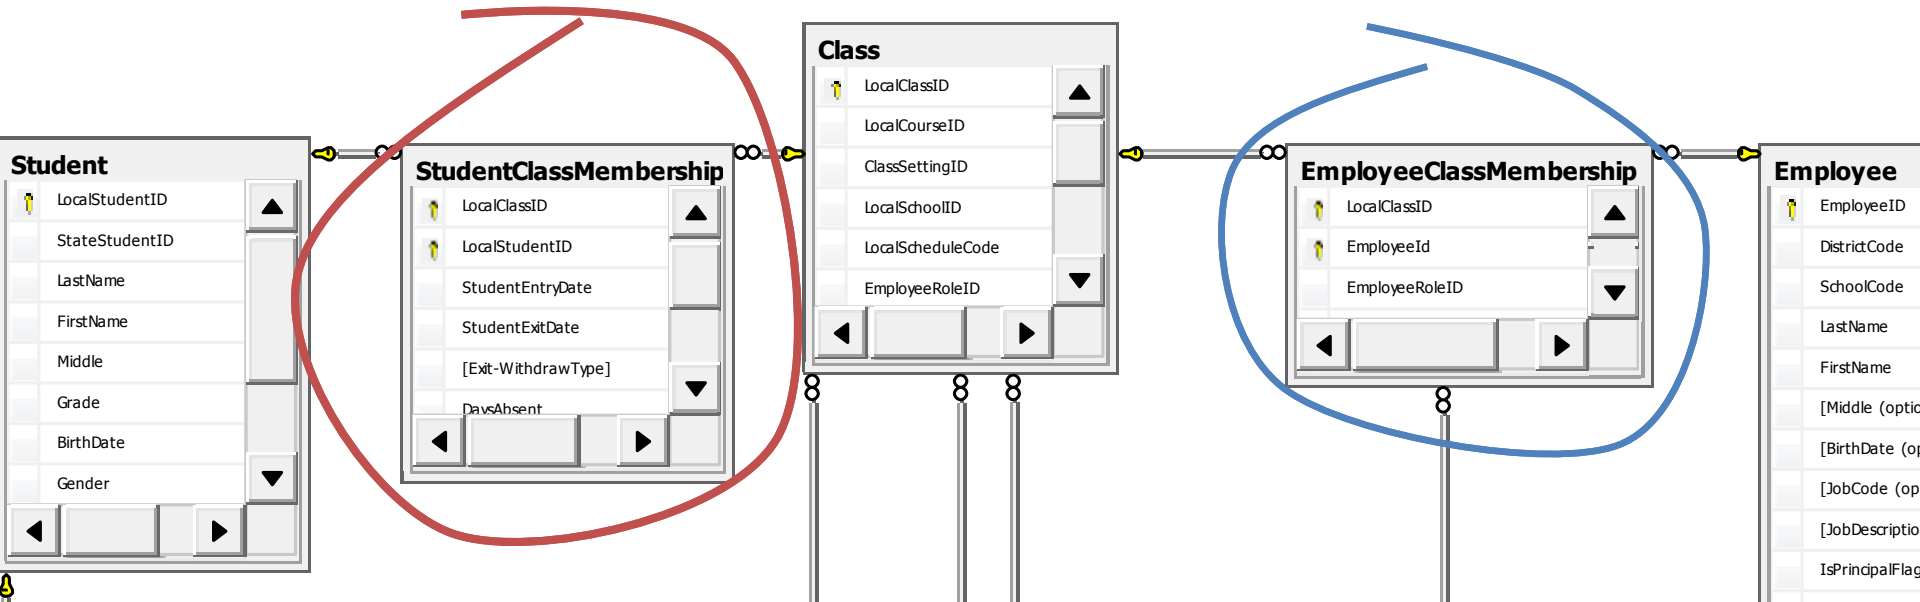 Student
LocalStudentID
StateStudentID
LastName
FirstName
Middle
Grade
BirthDate
Gender
StudentClassMembership
LocalClassID
LocalStudentID
StudentEntryDate
StudentExitDate
[Exit-WithdrawType]
DaysAbsent
Class
LocalClassID
LocalCourseID
ClassSettingID
LocalSchoolID
LocalScheduleCode
EmployeeRoleID
EmployeeClassMembership
LocalClassID
EmployeeId
EmployeeRoleID
Employee
EmployeeID
DistrictCode
SchoolCode
LastName
FirstName
[Middle (optio
[BirthDate (op
[JobCode (op
[JobDescriptio
IsPrincipalFlag